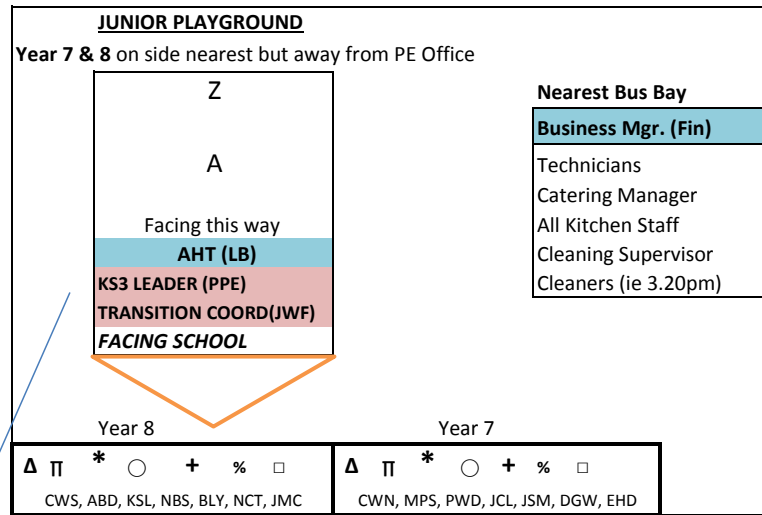 JUNIOR PLAYGROUND
Year 7 & 8 on side nearest but away from PE Office
Z
A
Facing this way
AHT (LB)
KS3 LEADER (PPE)
TRANSITION COORD(JWF)
FACING SCHOOL
Nearest Bus Bay
Business Mgr. (Fin)
Technicians
Catering Manager
All Kitchen Staff
Cleaning Supervisor
Cleaners (ie 3.20pm)
Year 8
Δ π * ○ + % □
CWS, ABD, KSL, NBS, BLY, NCT, JMC
Year 7
Δ π * ○ + % □
CWN, MPS, PWD, JCL, JSM, DGW, EHD